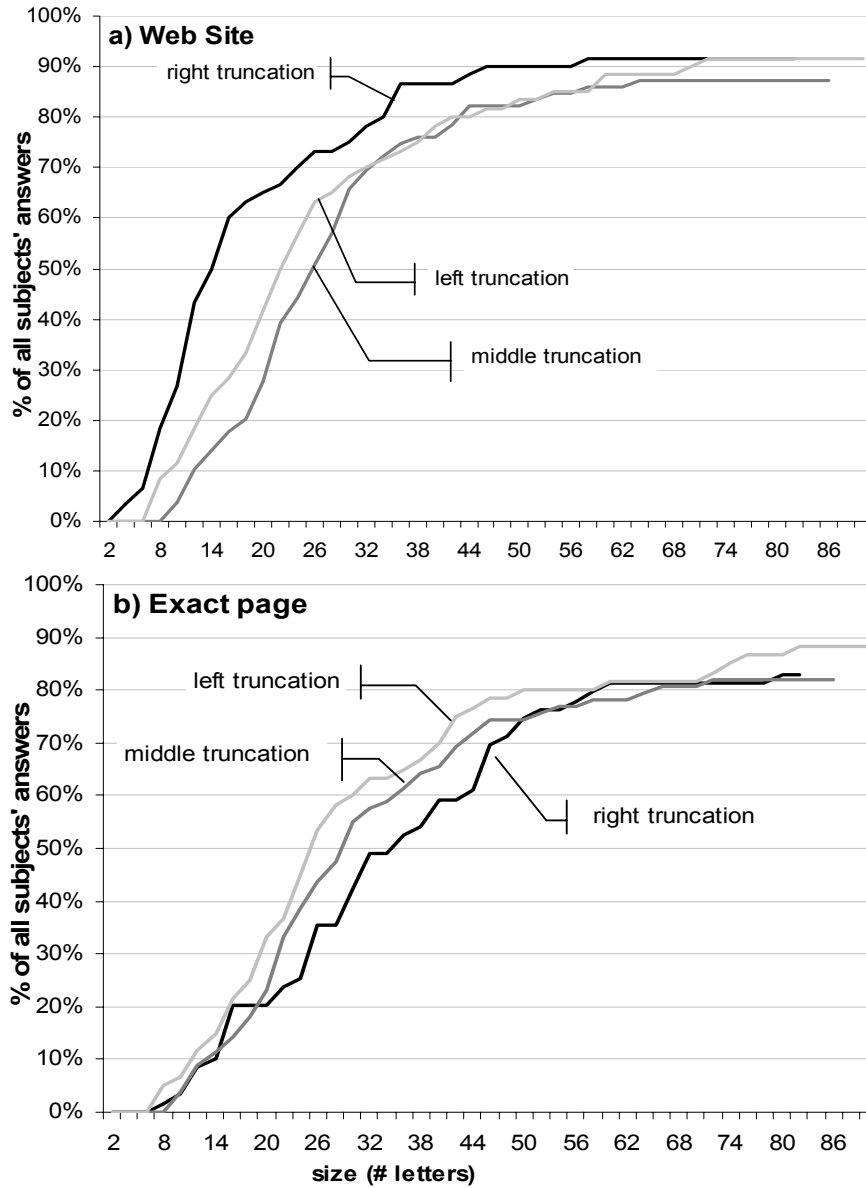 a) Web Site
% of all subjects' answers
100%
90%
80%
70%
60%
50%
40%
30%
20%
10%
0%
right truncation
left truncation
middle truncation
2 8 14 20 26 32 38 44 50 56 62 68 74 80 86
b) Exact page
% of all subjects' answers
100%
90%
80%
70%
60%
50%
40%
30%
20%
10%
0%
left truncation
middle truncation
right truncation
2 8 14 20 26 32 38 44 50 56 62 68 74 80 86
size (# letters)